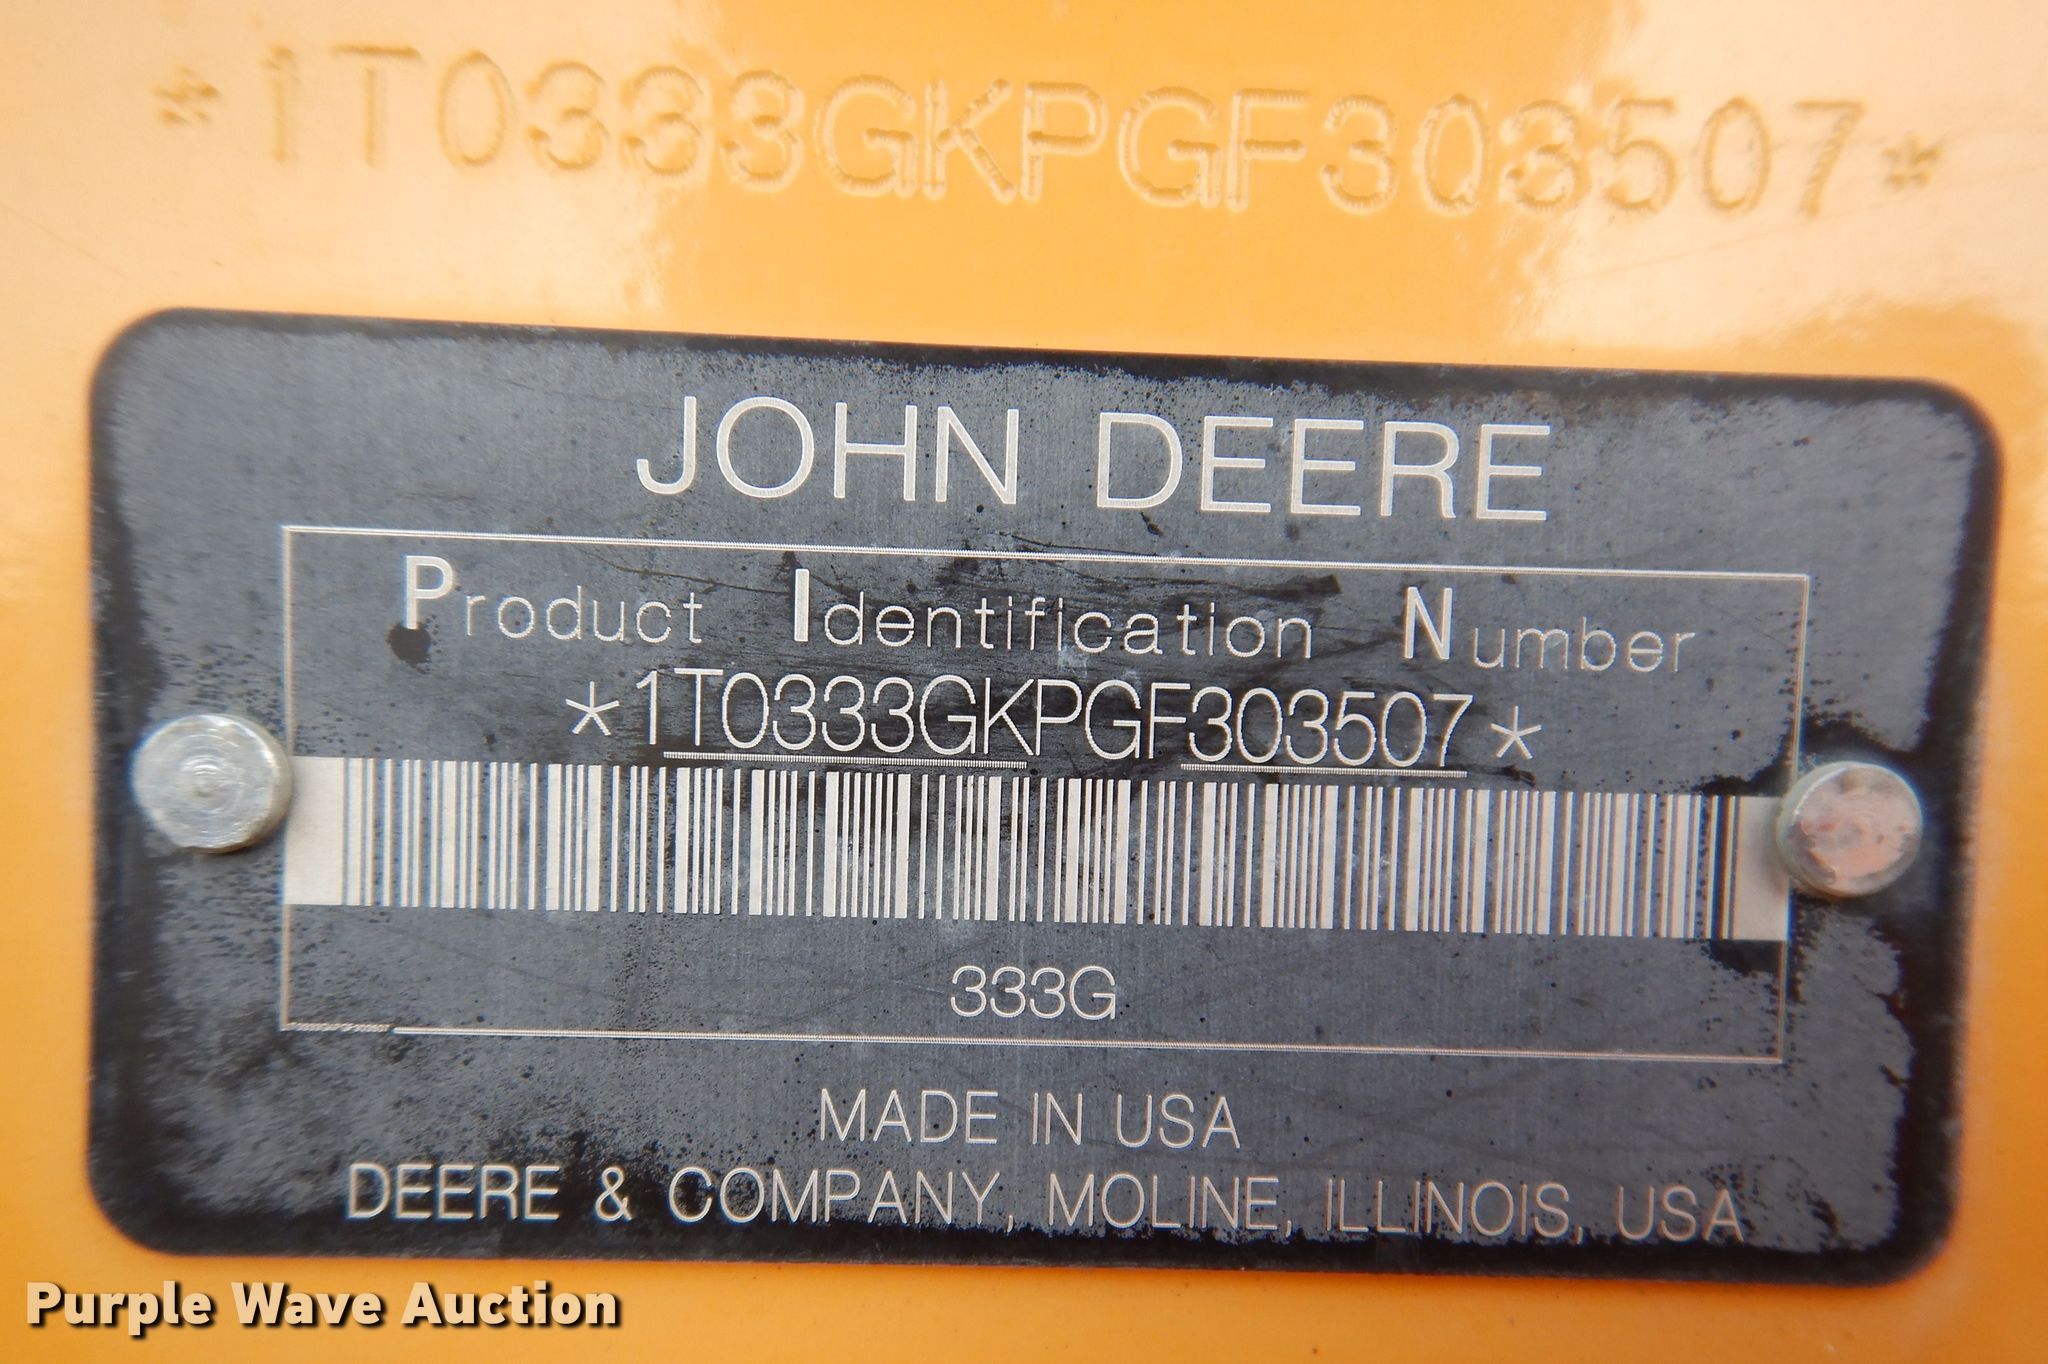 *1T0333GKPGF303507*
JOHN DEERE
Product Identification Number
*1T0333GKPGF303507*
333G
MADE IN USA
DEERE & COMPANY, MOLINE, ILLINOIS, USA
Purple Wave Auction